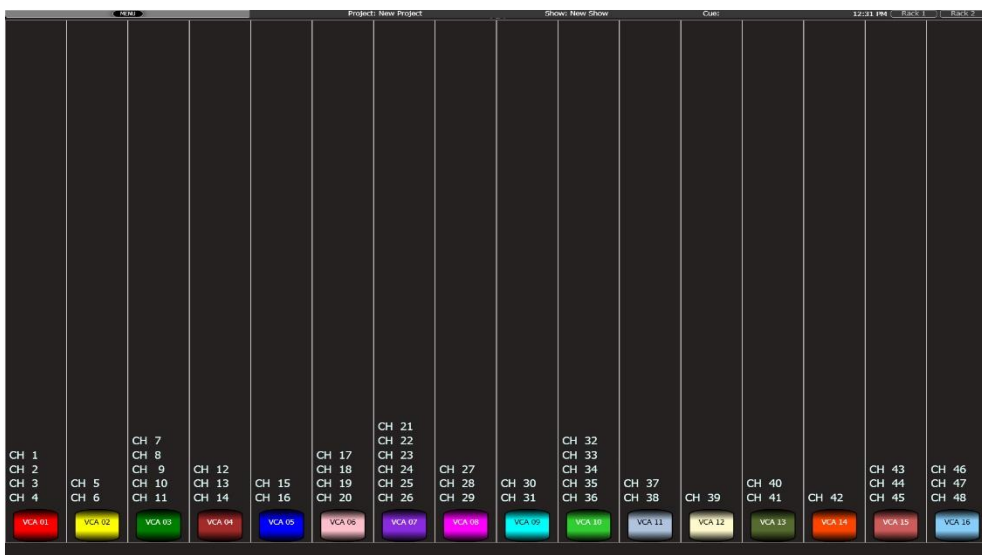 MENU Project: New Project Show: New Show Cue: 12:31 PM Rack 1 Rack 2
CH 21
CH 7 CH 22 CH 32
CH 1 CH 8 CH 17 CH 23 CH 33
CH 2 CH 9 CH 12 CH 18 CH 24 CH 27 CH 34 CH 43 CH 46
CH 3 CH 5 CH 10 CH 13 CH 15 CH 19 CH 25 CH 28 CH 30 CH 35 CH 37 CH 40 CH 44 CH 47
CH 4 CH 6 CH 11 CH 14 CH 16 CH 20 CH 26 CH 29 CH 31 CH 36 CH 38 CH 39 CH 41 CH 42 CH 45 CH 48
VCA 01 VCA 02 VCA 03 VCA 04 VCA 05 VCA 06 VCA 07 VCA 08 VCA 09 VCA 10 VCA 11 VCA 12 VCA 13 VCA 14 VCA 15 VCA 16